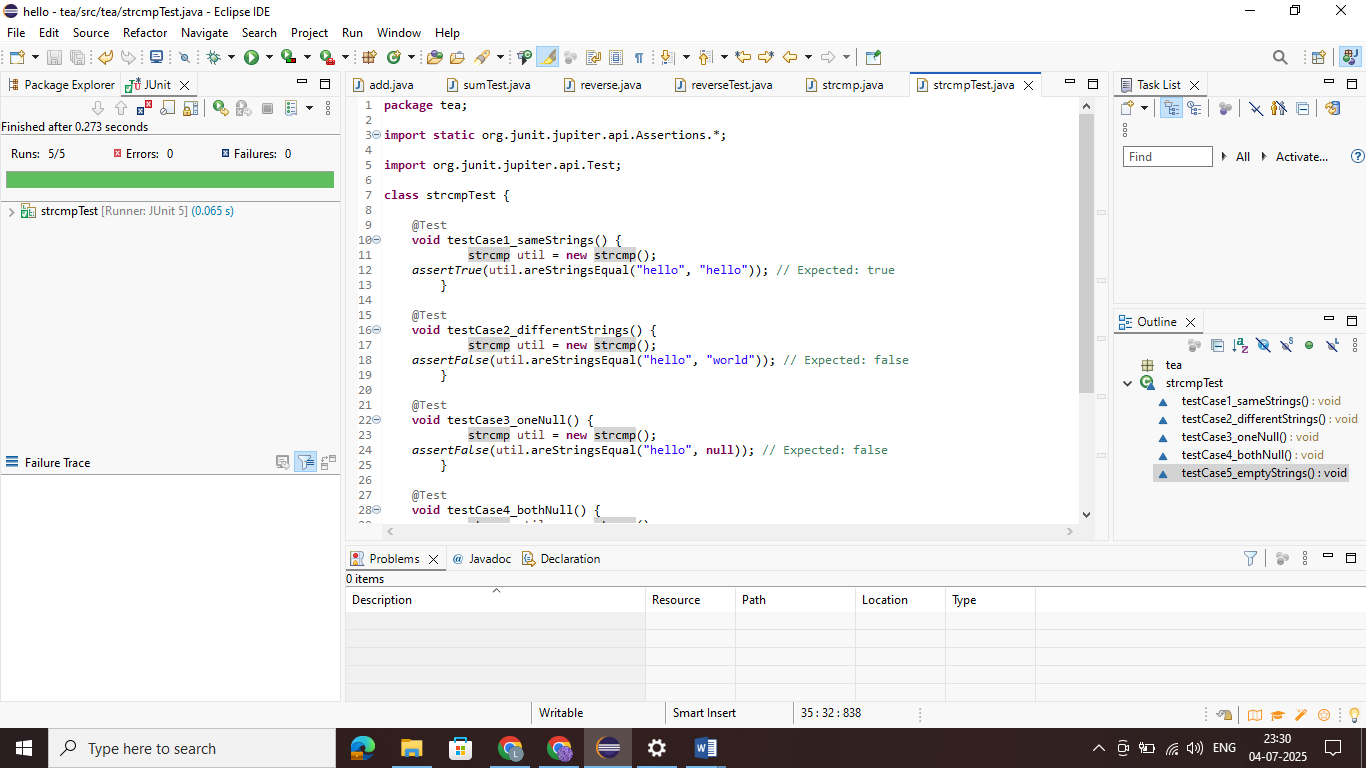 hello - tea/src/tea/strcmpTest.java - Eclipse IDE
File Edit Source Refactor Navigate Search Project Run Window Help
Package Explorer JUnit
Finished after 0.273 seconds
Runs: 5/5 Errors: 0 Failures: 0
strcmpTest [Runner: JUnit 5] (0.065 s)
Failure Trace
add.java sumTest.java reverse.java reverseTest.java strcmp.java strcmpTest.java
1 package tea;
2
3 import static org.junit.jupiter.api.Assertions.*;
4
5 import org.junit.jupiter.api.Test;
6
7 class strcmpTest {
8
9 @Test
10 void testCase1_sameStrings() {
11 strcmp util = new strcmp();
12 assertTrue(util.areStringsEqual("hello", "hello")); // Expected: true
13 }
14
15 @Test
16 void testCase2_differentStrings() {
17 strcmp util = new strcmp();
18 assertFalse(util.areStringsEqual("hello", "world")); // Expected: false
19 }
20
21 @Test
22 void testCase3_oneNull() {
23 strcmp util = new strcmp();
24 assertFalse(util.areStringsEqual("hello", null)); // Expected: false
25 }
26
27 @Test
28 void testCase4_bothNull() {
Task List
Find All Activate...
Outline
tea
strcmpTest
testCase1_sameStrings() : void
testCase2_differentStrings() : void
testCase3_oneNull() : void
testCase4_bothNull() : void
testCase5_emptyStrings() : void
Problems @ Javadoc Declaration
0 items
Description Resource Path Location Type
Writable Smart Insert 35 : 32 : 838
Type here to search
ENG
23:30
04-07-2025